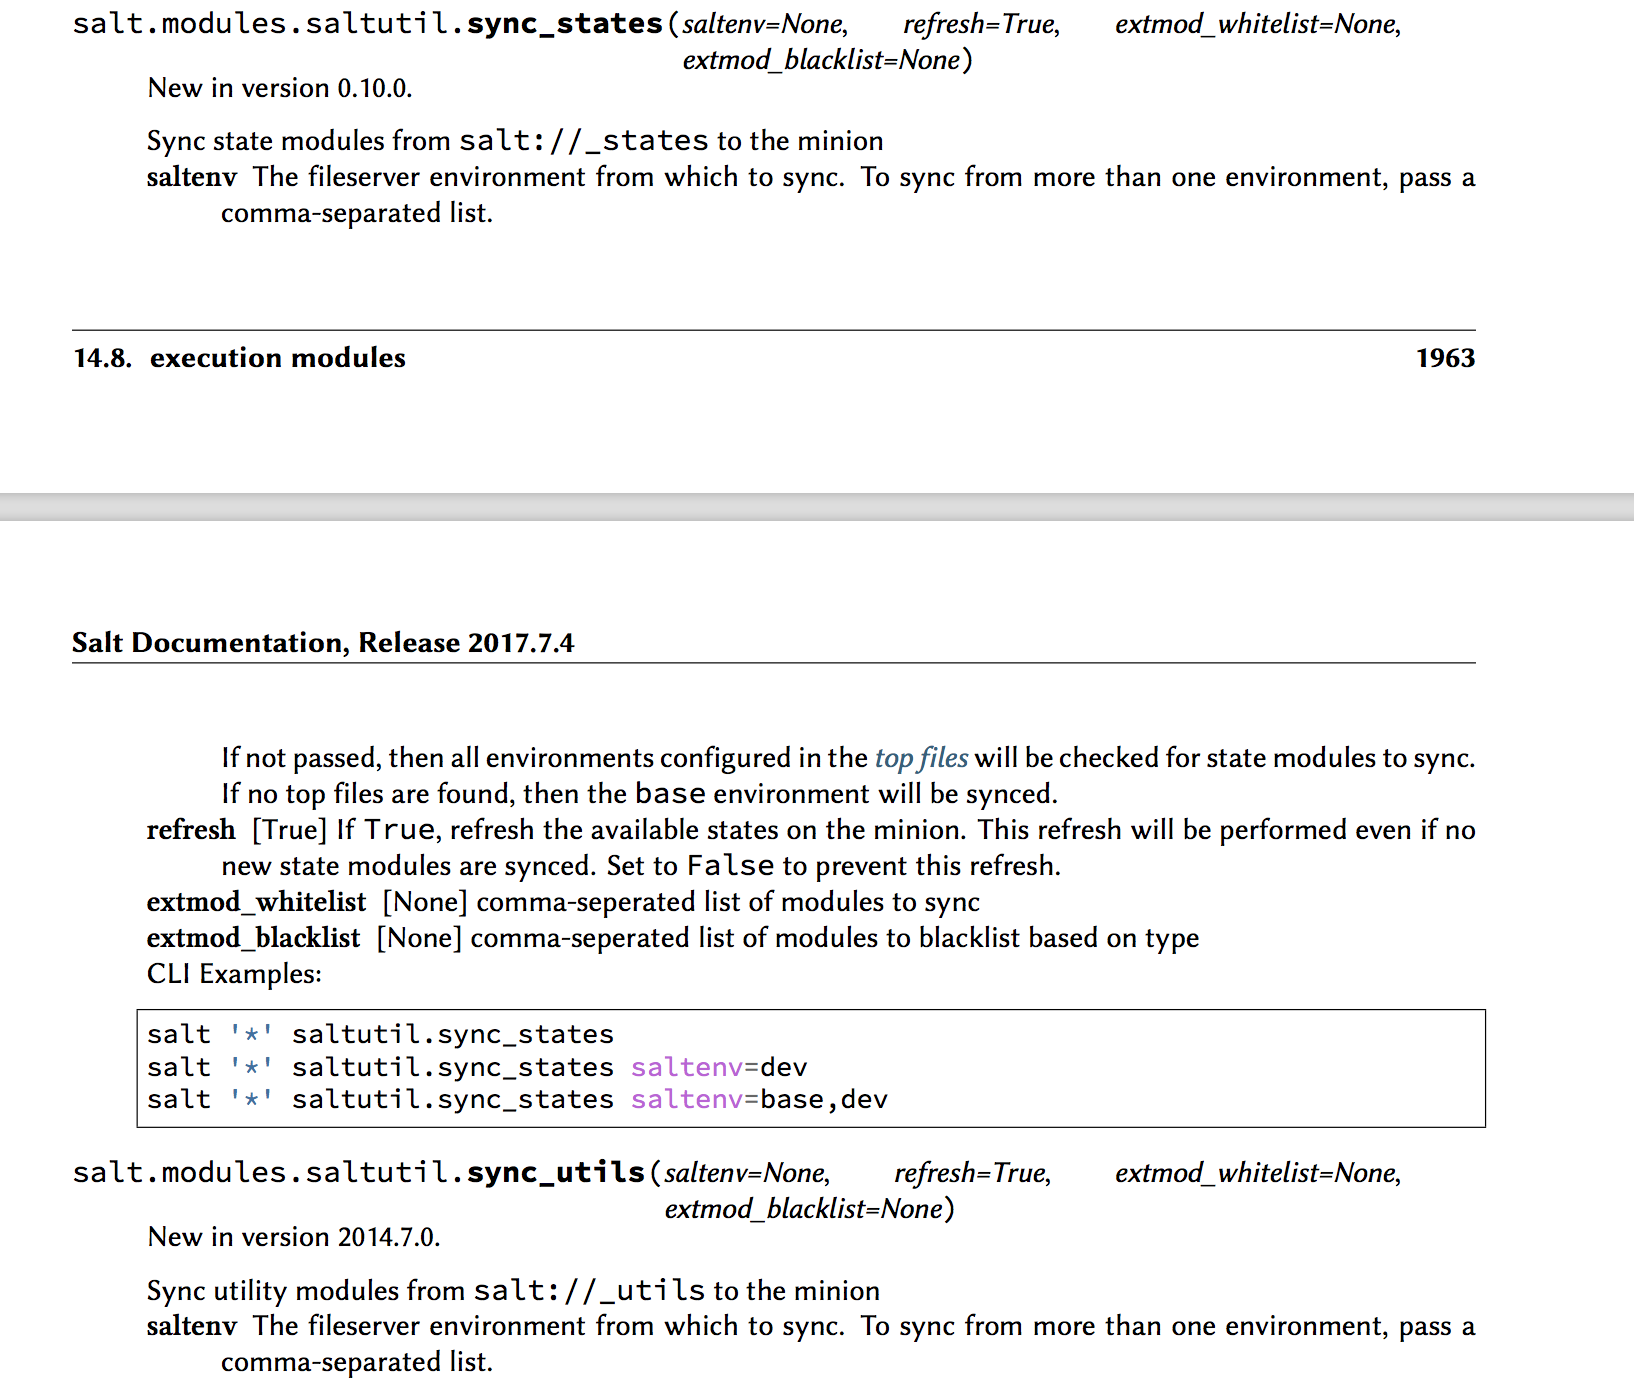 salt.modules.saltutil.sync_states(saltenv=None, refresh=True, extmod_whitelist=None,
extmod_blacklist=None)
New in version 0.10.0.
Sync state modules from salt://_states to the minion
saltenv The fileserver environment from which to sync. To sync from more than one environment, pass a
comma-separated list.
14.8. execution modules 1963
Salt Documentation, Release 2017.7.4
If not passed, then all environments configured in the top files will be checked for state modules to sync.
If no top files are found, then the base environment will be synced.
refresh [True] If True, refresh the available states on the minion. This refresh will be performed even if no
new state modules are synced. Set to False to prevent this refresh.
extmod_whitelist [None] comma-seperated list of modules to sync
extmod_blacklist [None] comma-seperated list of modules to blacklist based on type
CLI Examples:
salt '*' saltutil.sync_states
salt '*' saltutil.sync_states saltenv=dev
salt '*' saltutil.sync_states saltenv=base,dev
salt.modules.saltutil.sync_utils(saltenv=None, refresh=True, extmod_whitelist=None,
extmod_blacklist=None)
New in version 2014.7.0.
Sync utility modules from salt://_utils to the minion
saltenv The fileserver environment from which to sync. To sync from more than one environment, pass a
comma-separated list.